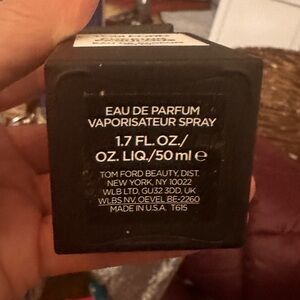 EAU DE PARFUM
VAPORISATEUR SPRAY
1.7 FL. OZ./
OZ. LIQ./50 ml ℮
TOM FORD BEAUTY, DIST.
NEW YORK, NY 10022
WLB LTD, GU32 3DD, UK
WLBS NV, OEVEL BE-2260
MADE IN U.S.A. T615